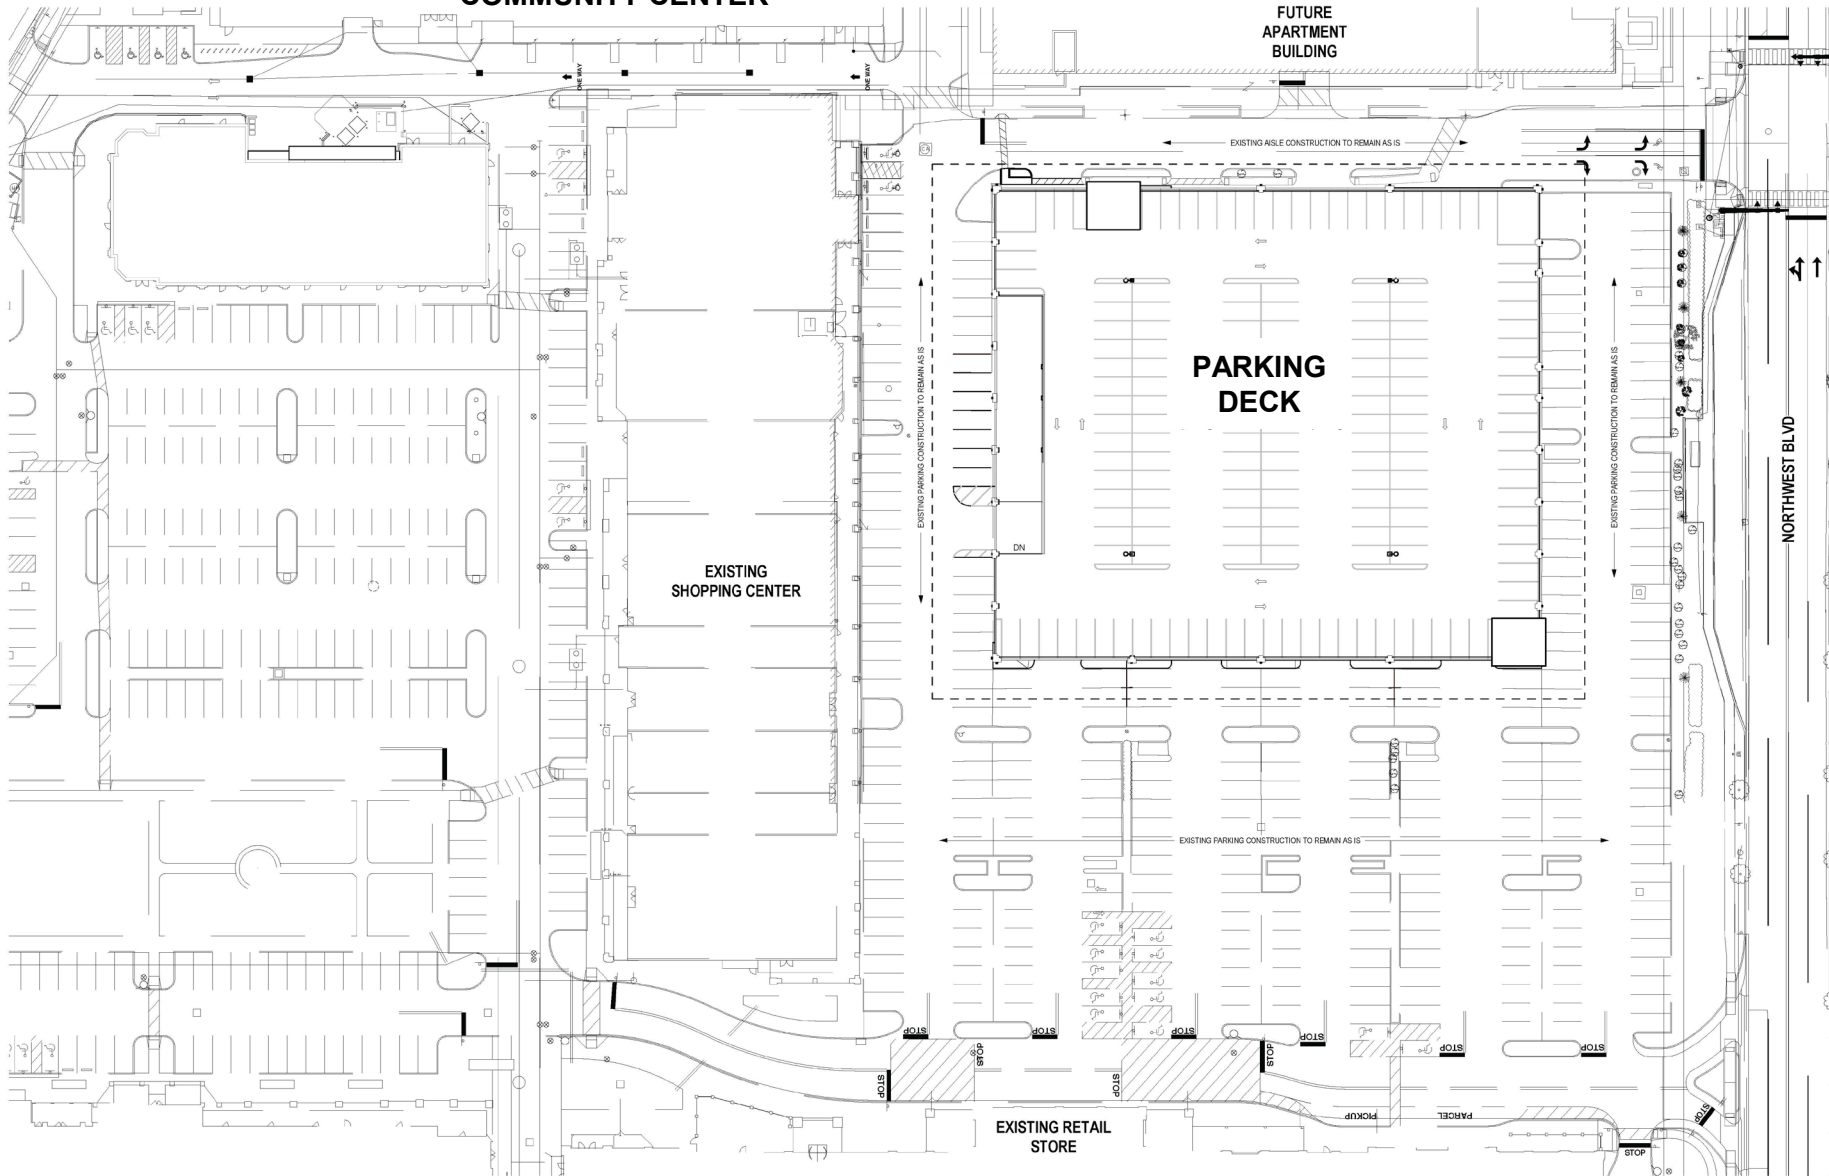 COMMUNITY CENTER
FUTURE
APARTMENT
BUILDING
ONE WAY
ONE WAY
EXISTING AISLE CONSTRUCTION TO REMAIN AS IS
EXISTING PARKING CONSTRUCTION TO REMAIN AS IS
PARKING
DECK
EXISTING PARKING CONSTRUCTION TO REMAIN AS IS
NORTHWEST BLVD
DN
EXISTING
SHOPPING CENTER
EXISTING PARKING CONSTRUCTION TO REMAIN AS IS
STOP
STOP
STOP
STOP
STOP
STOP
STOP
STOP
STOP
STOP
PICKUP
PARCEL
STOP
EXISTING RETAIL
STORE
STOP